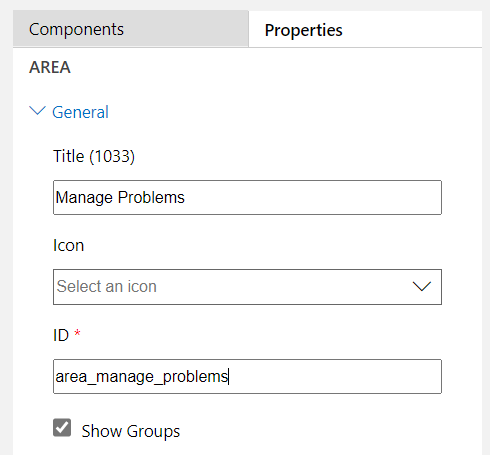 Components
Properties
AREA
General
Title (1033)
Manage Problems
Icon
Select an icon
ID *
area_manage_problems
Show Groups